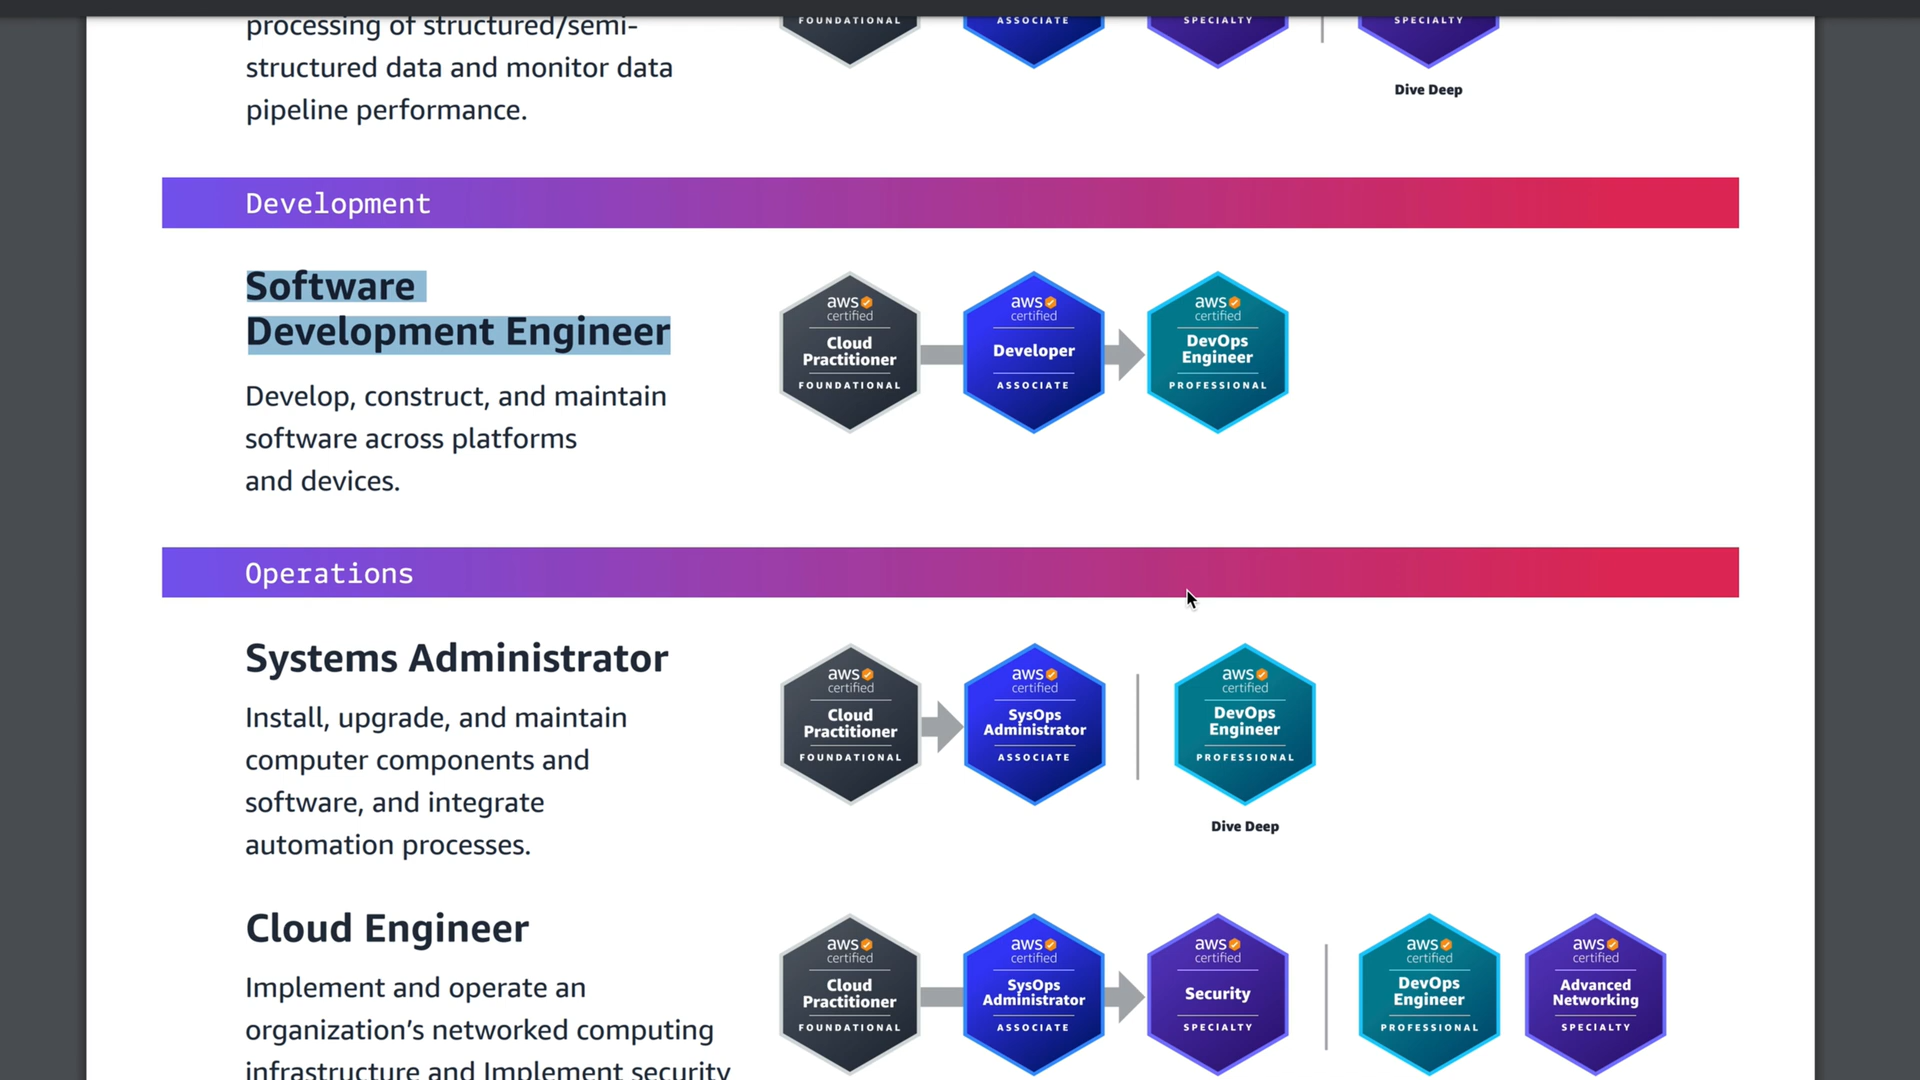 processing of structured/semi-
structured data and monitor data
pipeline performance.
FOUNDATIONAL
ASSOCIATE
SPECIALTY
SPECIALTY
Dive Deep
Development
Software
Development Engineer
Develop, construct, and maintain
software across platforms
and devices.
aws
certified
Cloud
Practitioner
FOUNDATIONAL
aws
certified
Developer
ASSOCIATE
aws
certified
DevOps
Engineer
PROFESSIONAL
Operations
Systems Administrator
Install, upgrade, and maintain
computer components and
software, and integrate
automation processes.
aws
certified
Cloud
Practitioner
FOUNDATIONAL
aws
certified
SysOps
Administrator
ASSOCIATE
aws
certified
DevOps
Engineer
PROFESSIONAL
Dive Deep
Cloud Engineer
Implement and operate an
organization’s networked computing
infrastructure and Implement security
aws
certified
Cloud
Practitioner
FOUNDATIONAL
aws
certified
SysOps
Administrator
ASSOCIATE
aws
certified
Security
SPECIALTY
aws
certified
DevOps
Engineer
PROFESSIONAL
aws
certified
Advanced
Networking
SPECIALTY